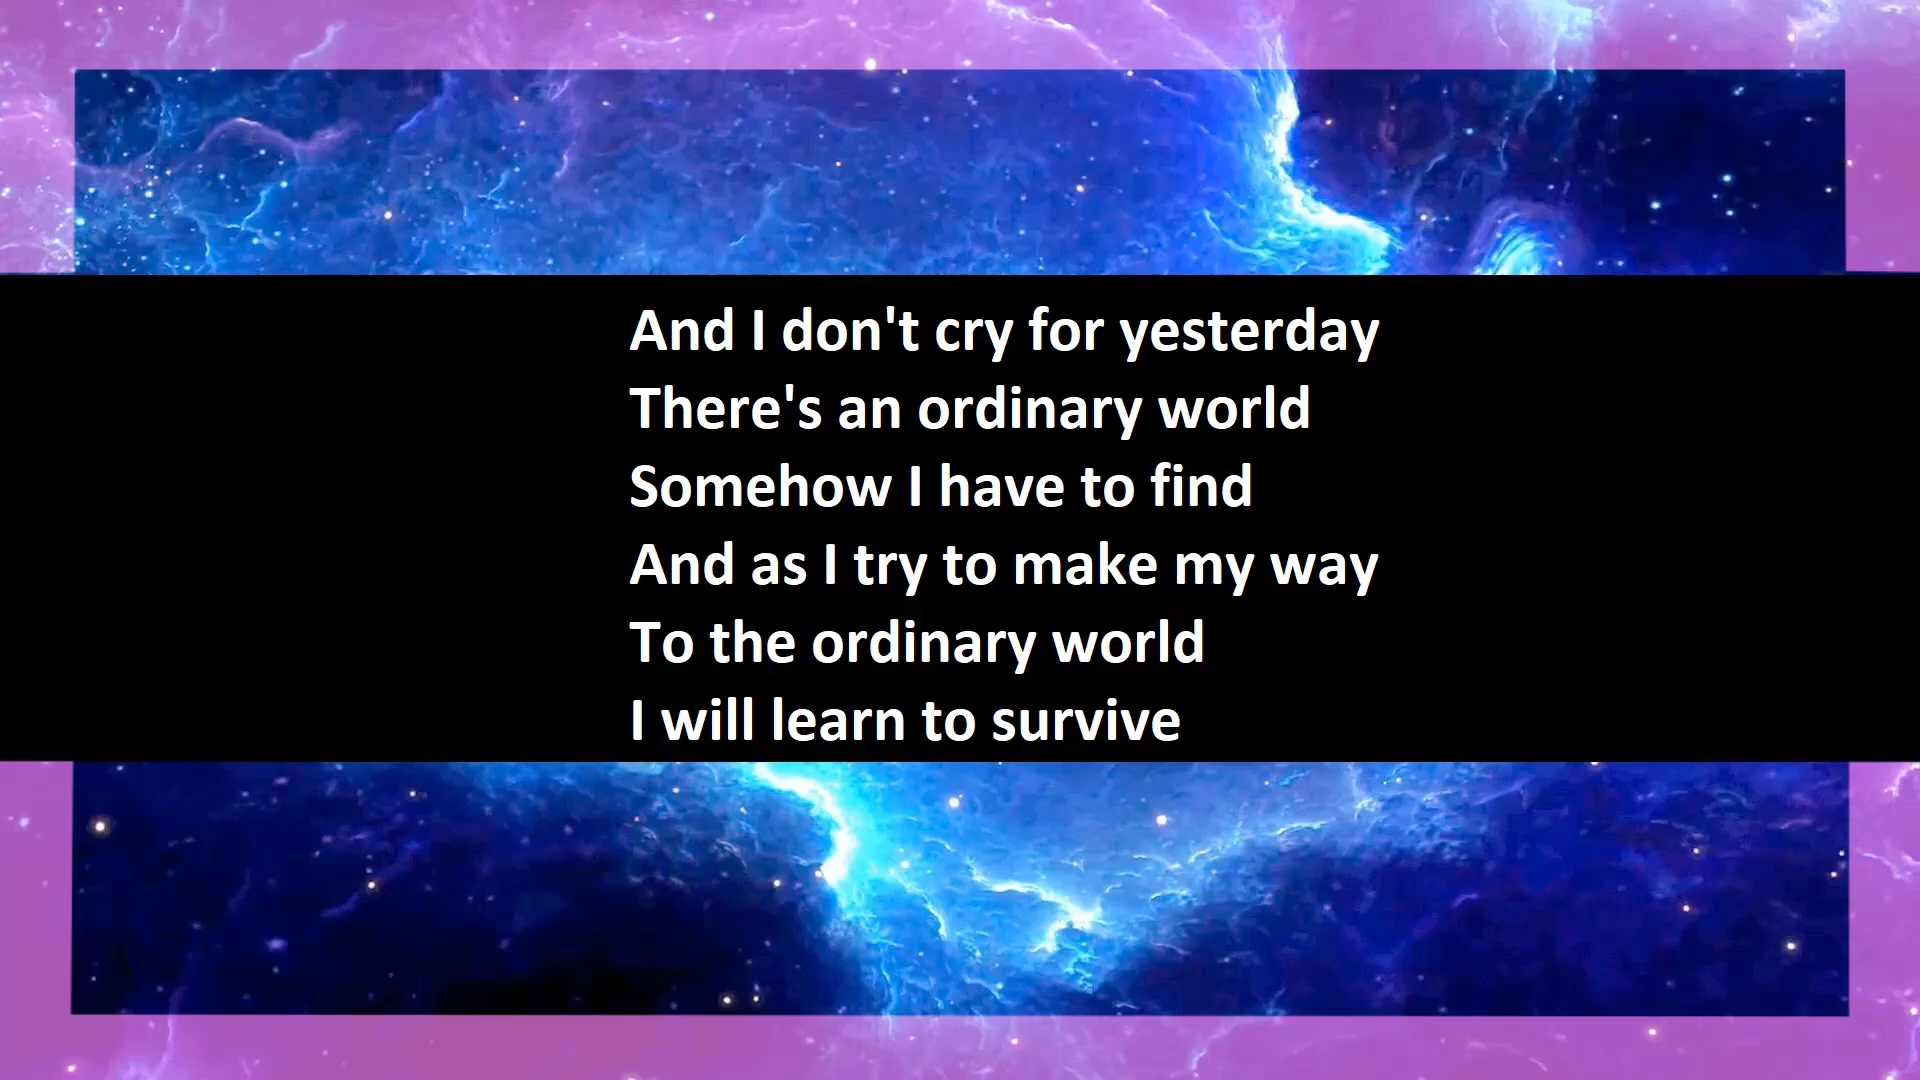 And I don't cry for yesterday
There's an ordinary world
Somehow I have to find
And as I try to make my way
To the ordinary world
I will learn to survive